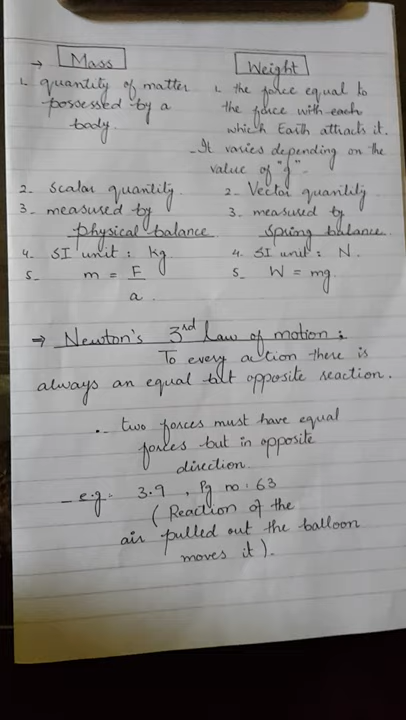 → Mass
1. quantity of matter
possessed by a
body.
2- Scalar quantity.
3- measured by
physical balance
4. SI unit : kg
5- m = F
a.
Weight
1. the force equal to
the force with each
which Earth attracts it.
- It varies depending on the
value of "g".
2- Vector quantity
3. measured by
spring balance.
4. SI unit : N.
5. W = mg.
⇒ Newton's 3rd law of motion :
To every action there is
always an equal but opposite reaction.
∴ two forces must have equal
forces but in opposite
direction.
- e.g:- 3.9 , Pg no : 63
( Reaction of the
air pulled out the balloon
moves it ).